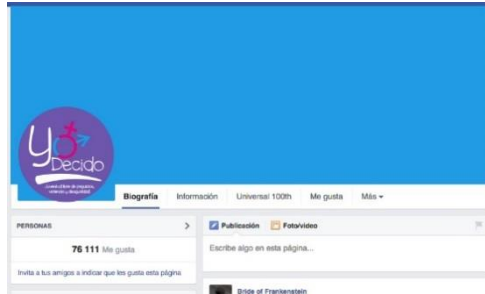 Yo
Decido
Biografía Información Universal 100th Me gusta Más
PERSONAS
76 111 Me gusta
Invita a tus amigos a indicar que les gusta esta página
Publicación Foto/video
Escribe algo en esta página...
Bride of Frankenstein